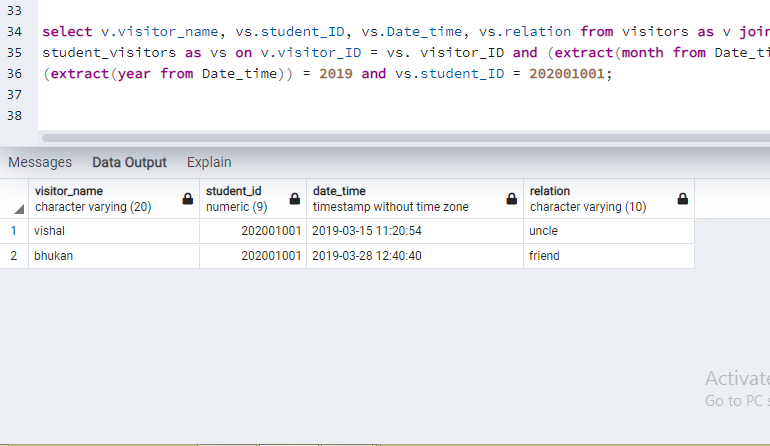 33
34 select v.visitor_name, vs.student_ID, vs.Date_time, vs.relation from visitors as v join
35 student_visitors as vs on v.visitor_ID = vs. visitor_ID and (extract(month from Date_ti
36 (extract(year from Date_time)) = 2019 and vs.student_ID = 202001001;
37
38
Messages Data Output Explain
visitor_name student_id date_time relation
character varying (20) numeric (9) timestamp without time zone character varying (10)
1 vishal 202001001 2019-03-15 11:20:54 uncle
2 bhukan 202001001 2019-03-28 12:40:40 friend
Activate
Go to PC s